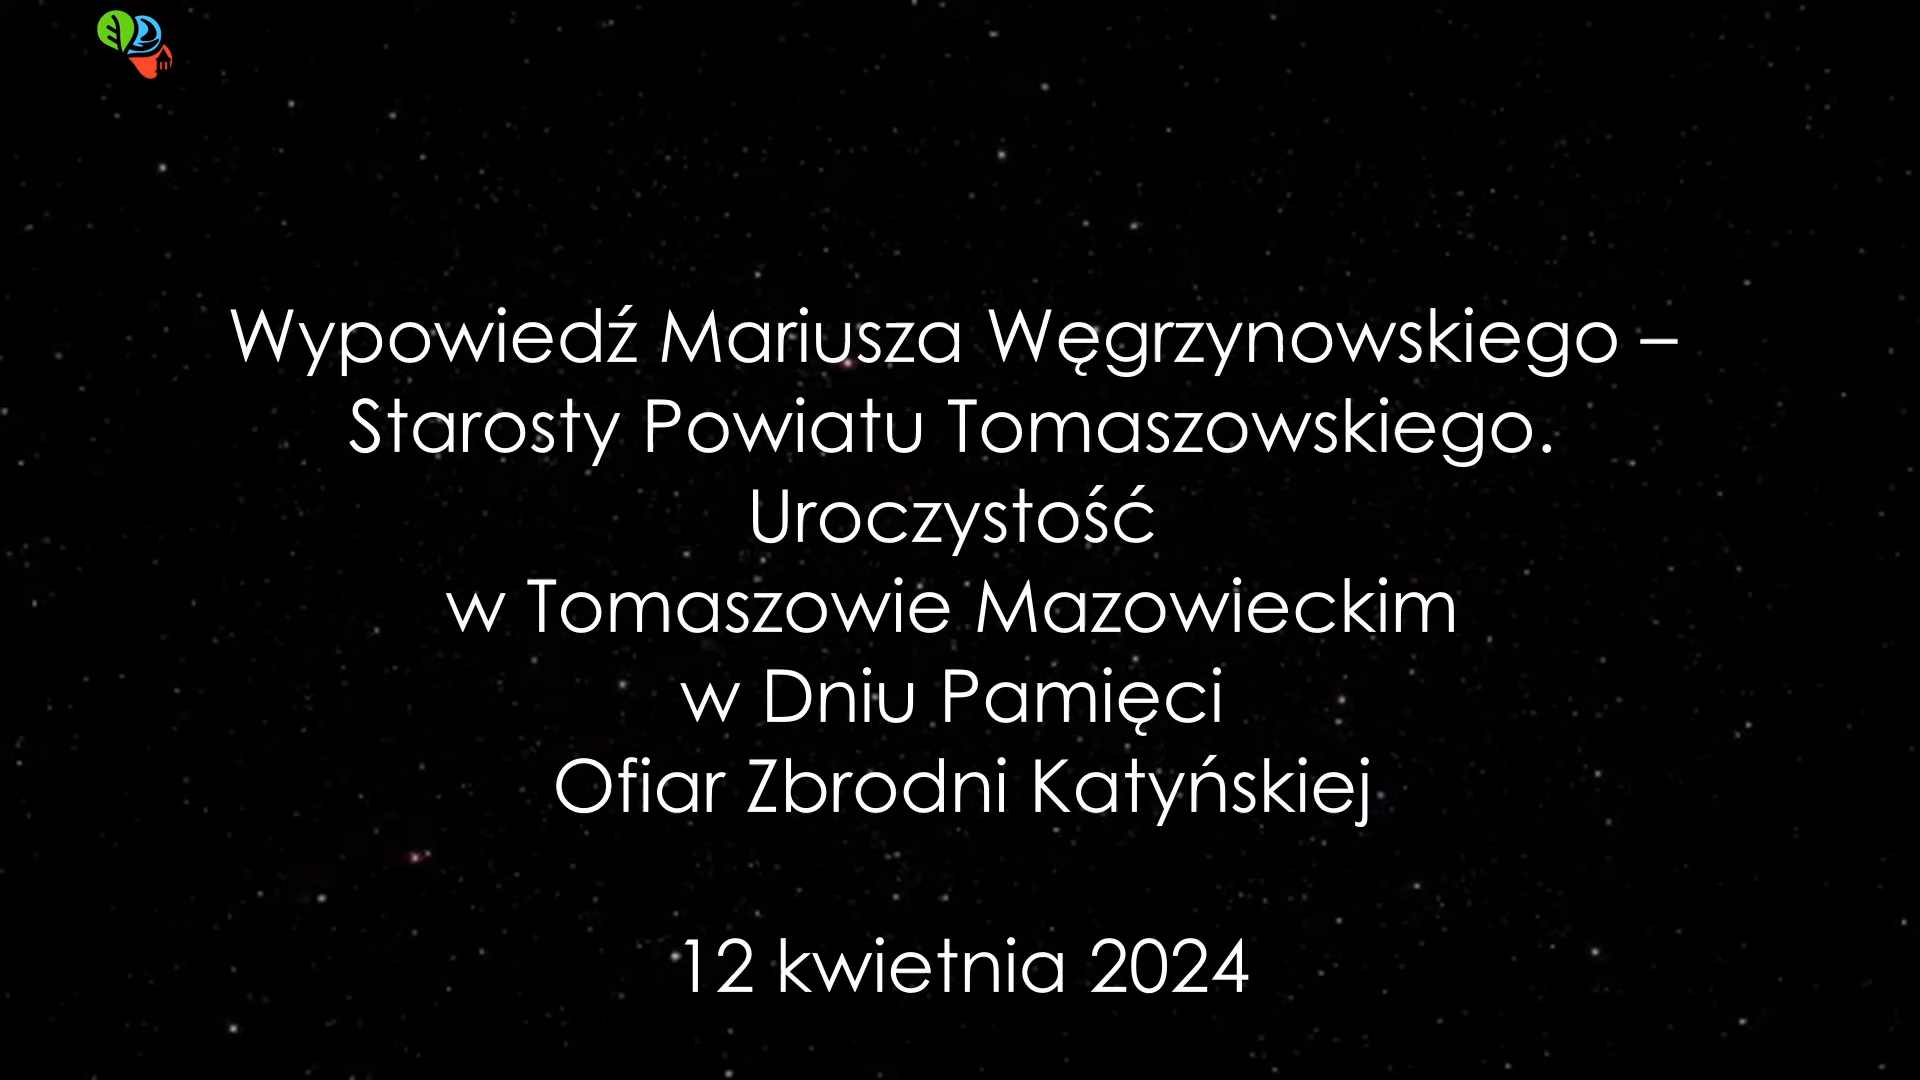 Wypowiedź Mariusza Węgrzynowskiego –
Starosty Powiatu Tomaszowskiego.
Uroczystość
w Tomaszowie Mazowieckim
w Dniu Pamięci
Ofiar Zbrodni Katyńskiej
12 kwietnia 2024